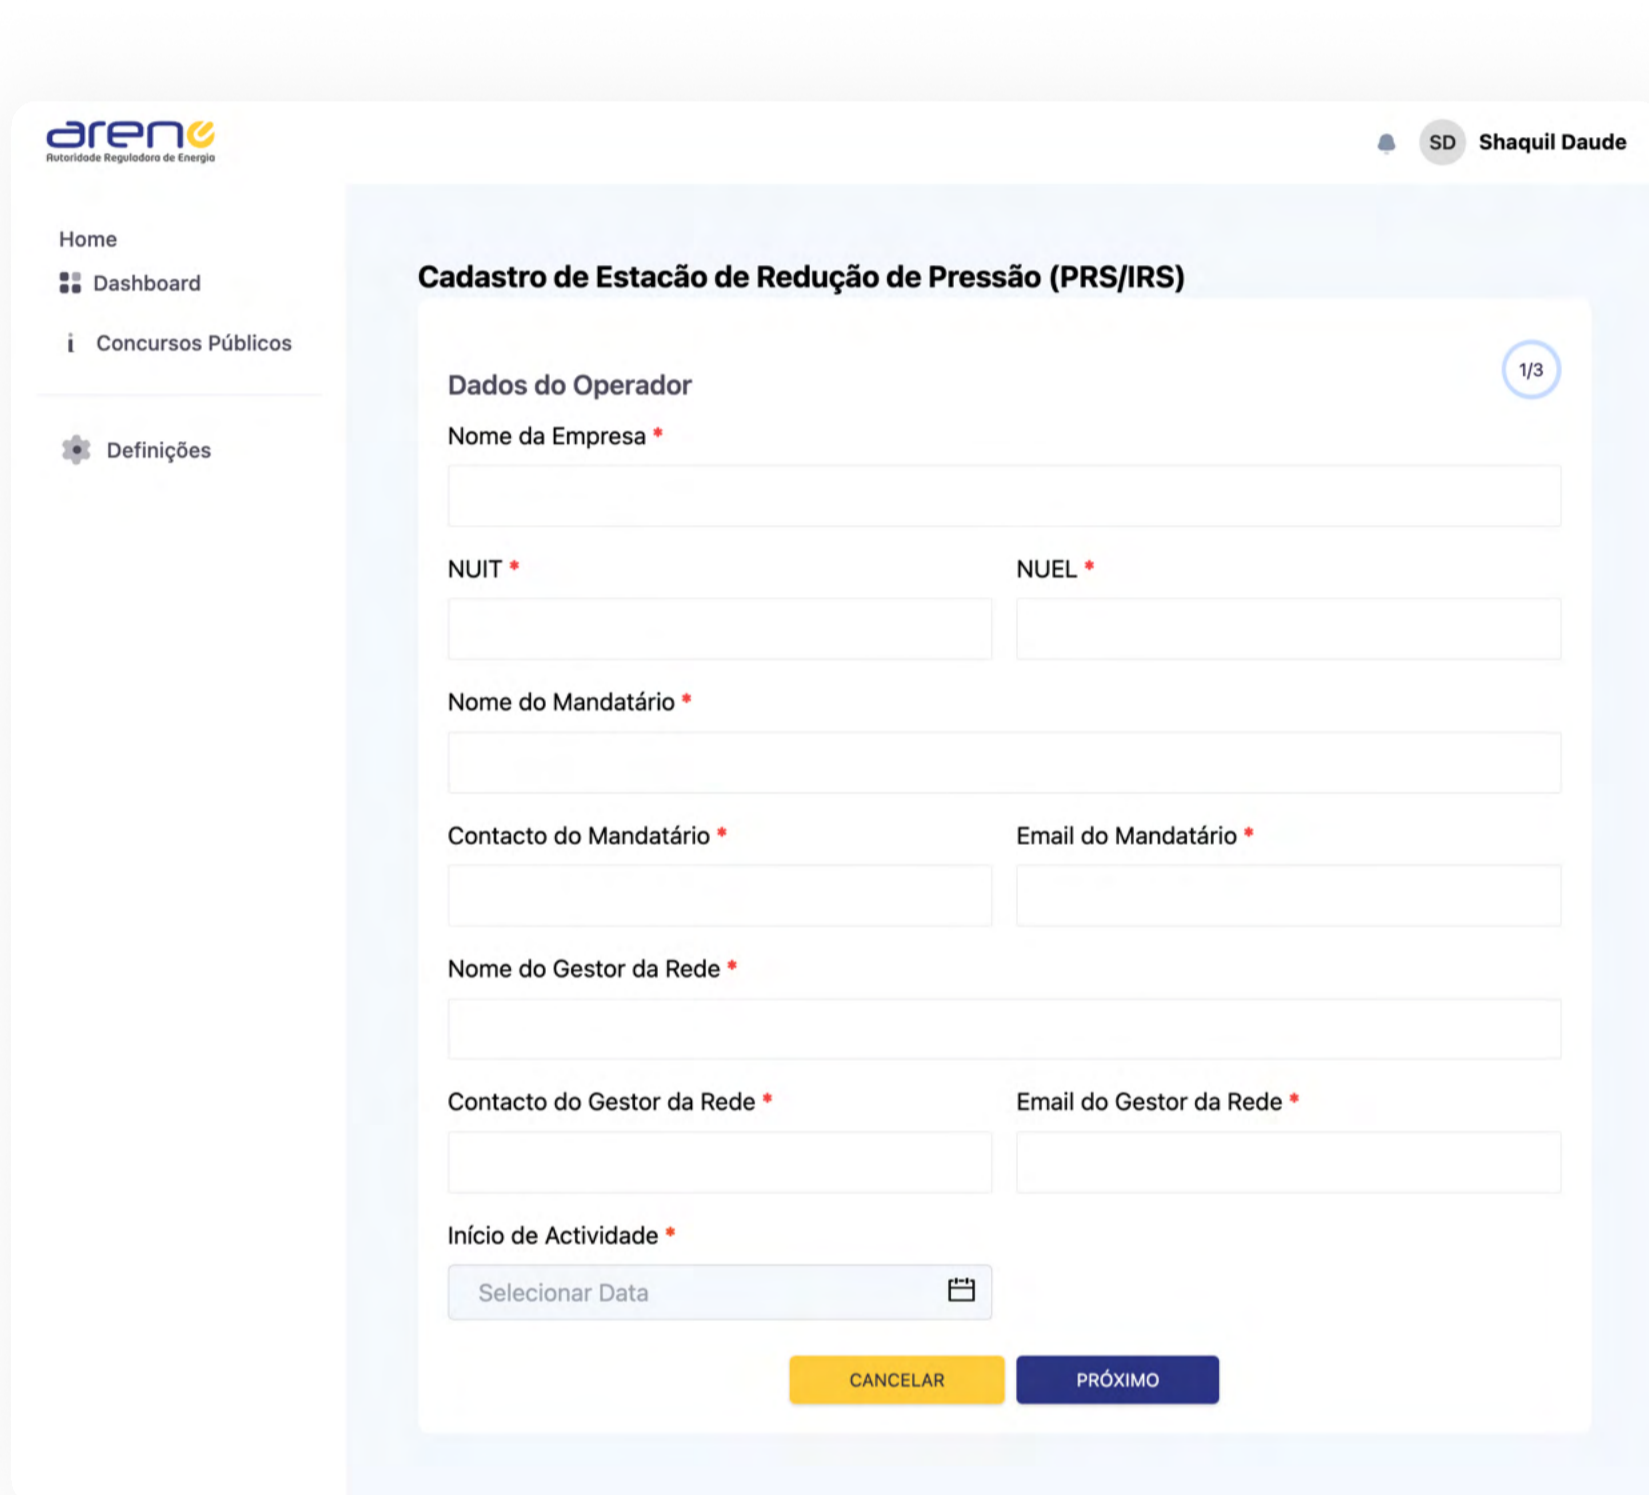 arene
Autoridade Reguladora de Energia
SD Shaquil Daude
Home
Dashboard
Concursos Públicos
Definições
Cadastro de Estacão de Redução de Pressão (PRS/IRS)
1/3
Dados do Operador
Nome da Empresa *
NUIT * NUEL *
Nome do Mandatário *
Contacto do Mandatário * Email do Mandatário *
Nome do Gestor da Rede *
Contacto do Gestor da Rede * Email do Gestor da Rede *
Início de Actividade *
Selecionar Data
CANCELAR PRÓXIMO